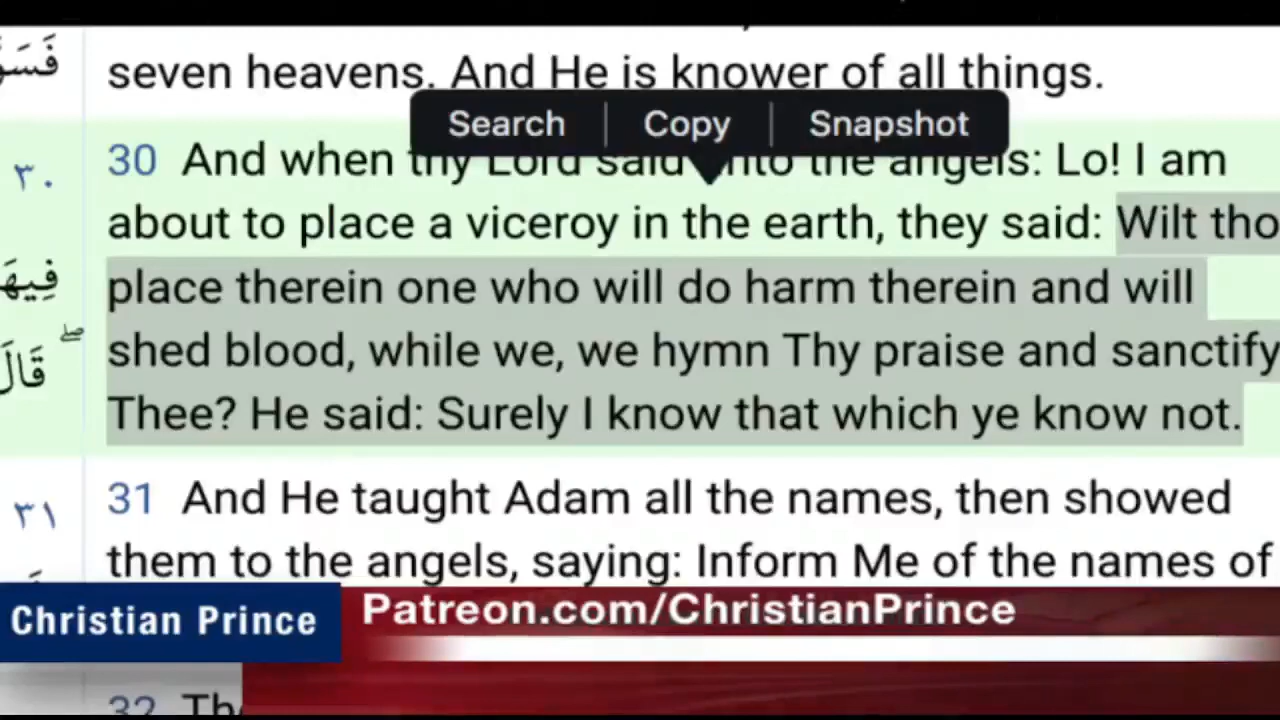 seven heavens. And He is knower of all things.
Search Copy Snapshot
٣٠
30 And when thy Lord said unto the angels: Lo! I am
about to place a viceroy in the earth, they said: Wilt tho
فِيهَ
place therein one who will do harm therein and will
shed blood, while we, we hymn Thy praise and sanctify
قَالَ
Thee? He said: Surely I know that which ye know not.
٣١
31 And He taught Adam all the names, then showed
them to the angels, saying: Inform Me of the names of
Christian Prince
Patreon.com/ChristianPrince
32 The